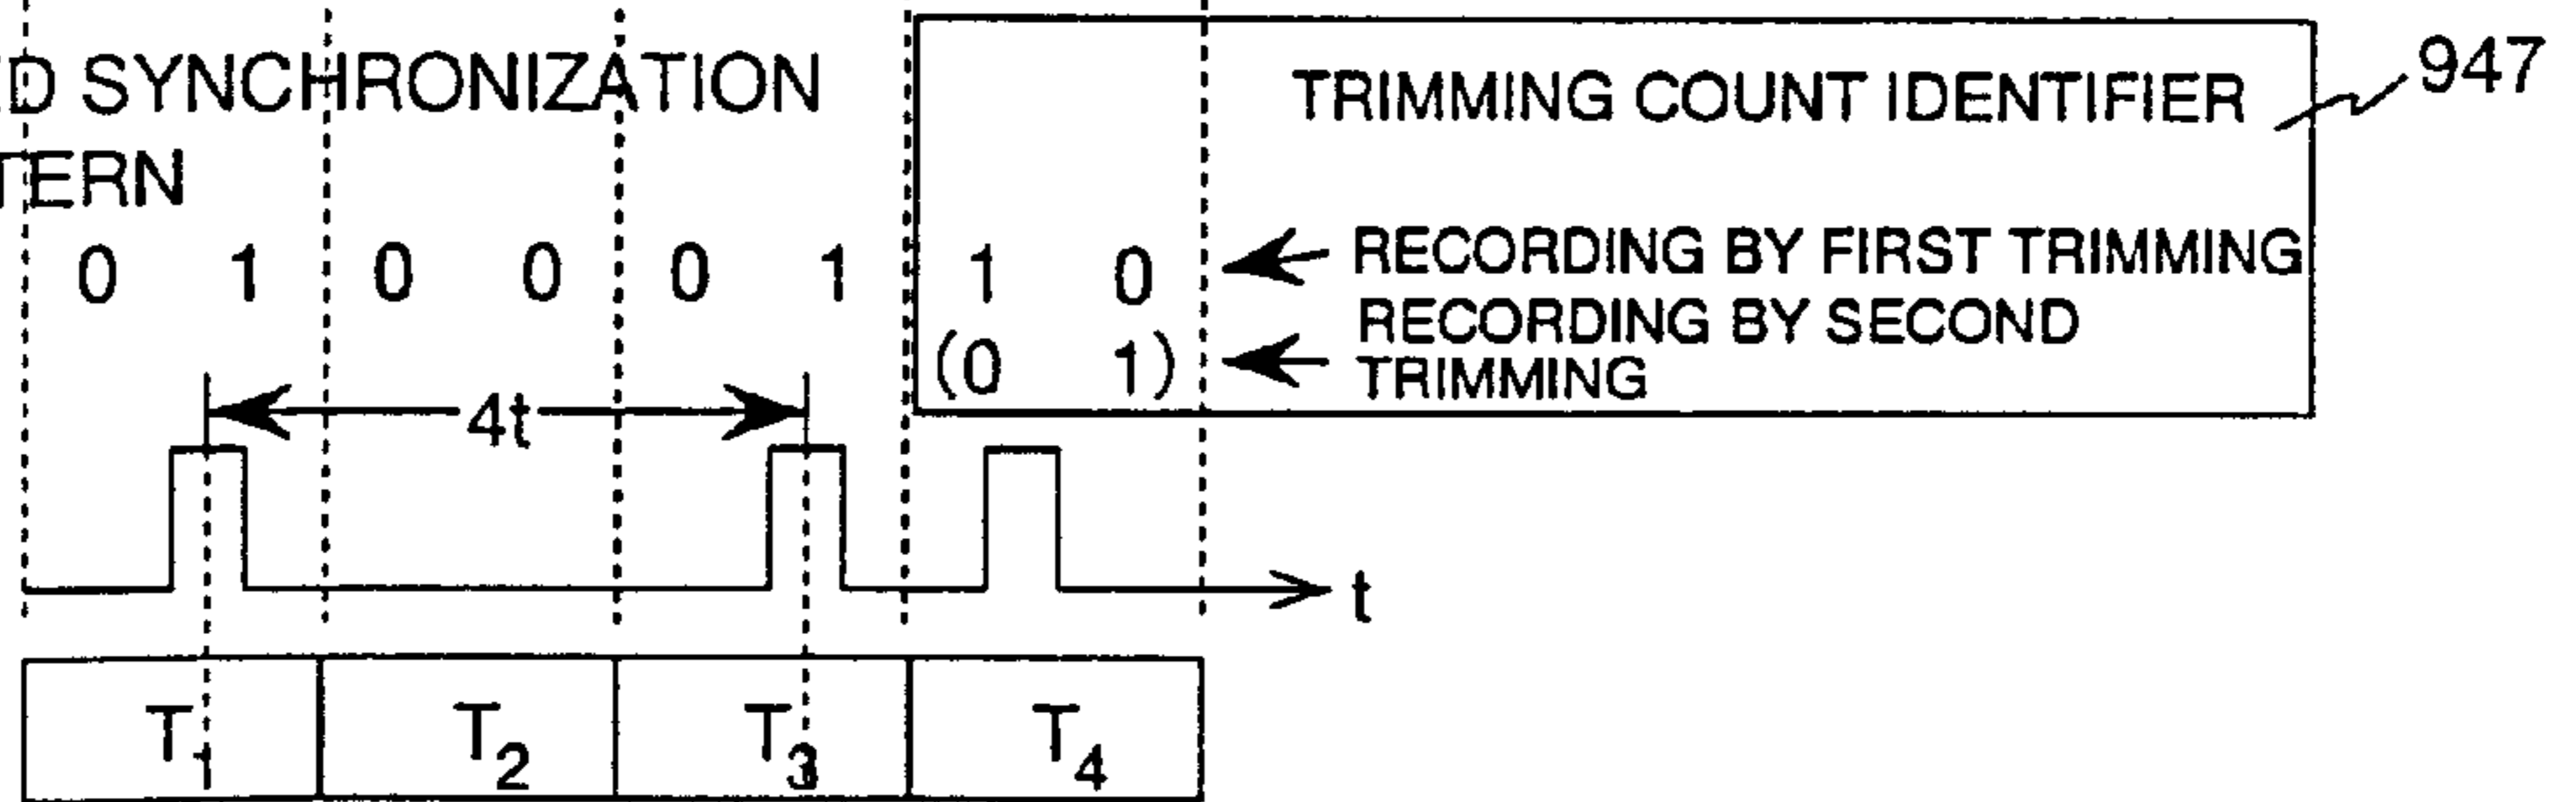 SYNCHRONIZATION
TRIMMING COUNT IDENTIFIER
947
0 1 0 0 0 1 1 0
RECORDING BY FIRST TRIMMING
(0 1)
RECORDING BY SECOND
TRIMMING
4t
t
T1 T2 T3 T4